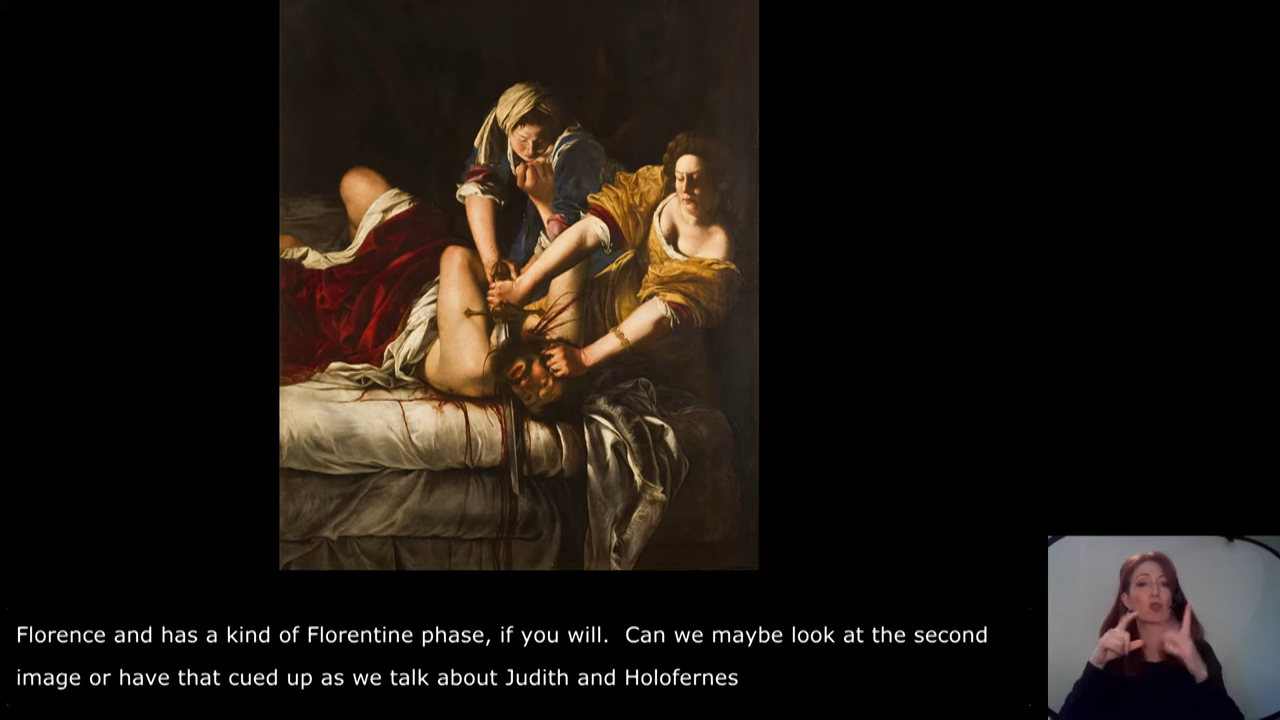 Florence and has a kind of Florentine phase, if you will.  Can we maybe look at the second
image or have that cued up as we talk about Judith and Holofernes